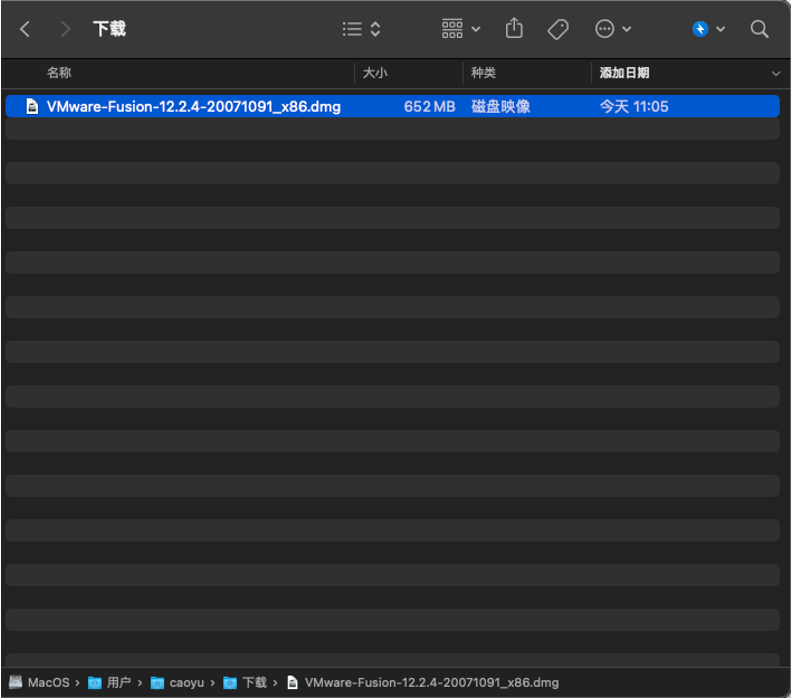 下载
名称 大小 种类 添加日期
VMware-Fusion-12.2.4-20071091_x86.dmg 652 MB 磁盘映像 今天 11:05
MacOS › 用户 › caoyu › 下载 › VMware-Fusion-12.2.4-20071091_x86.dmg